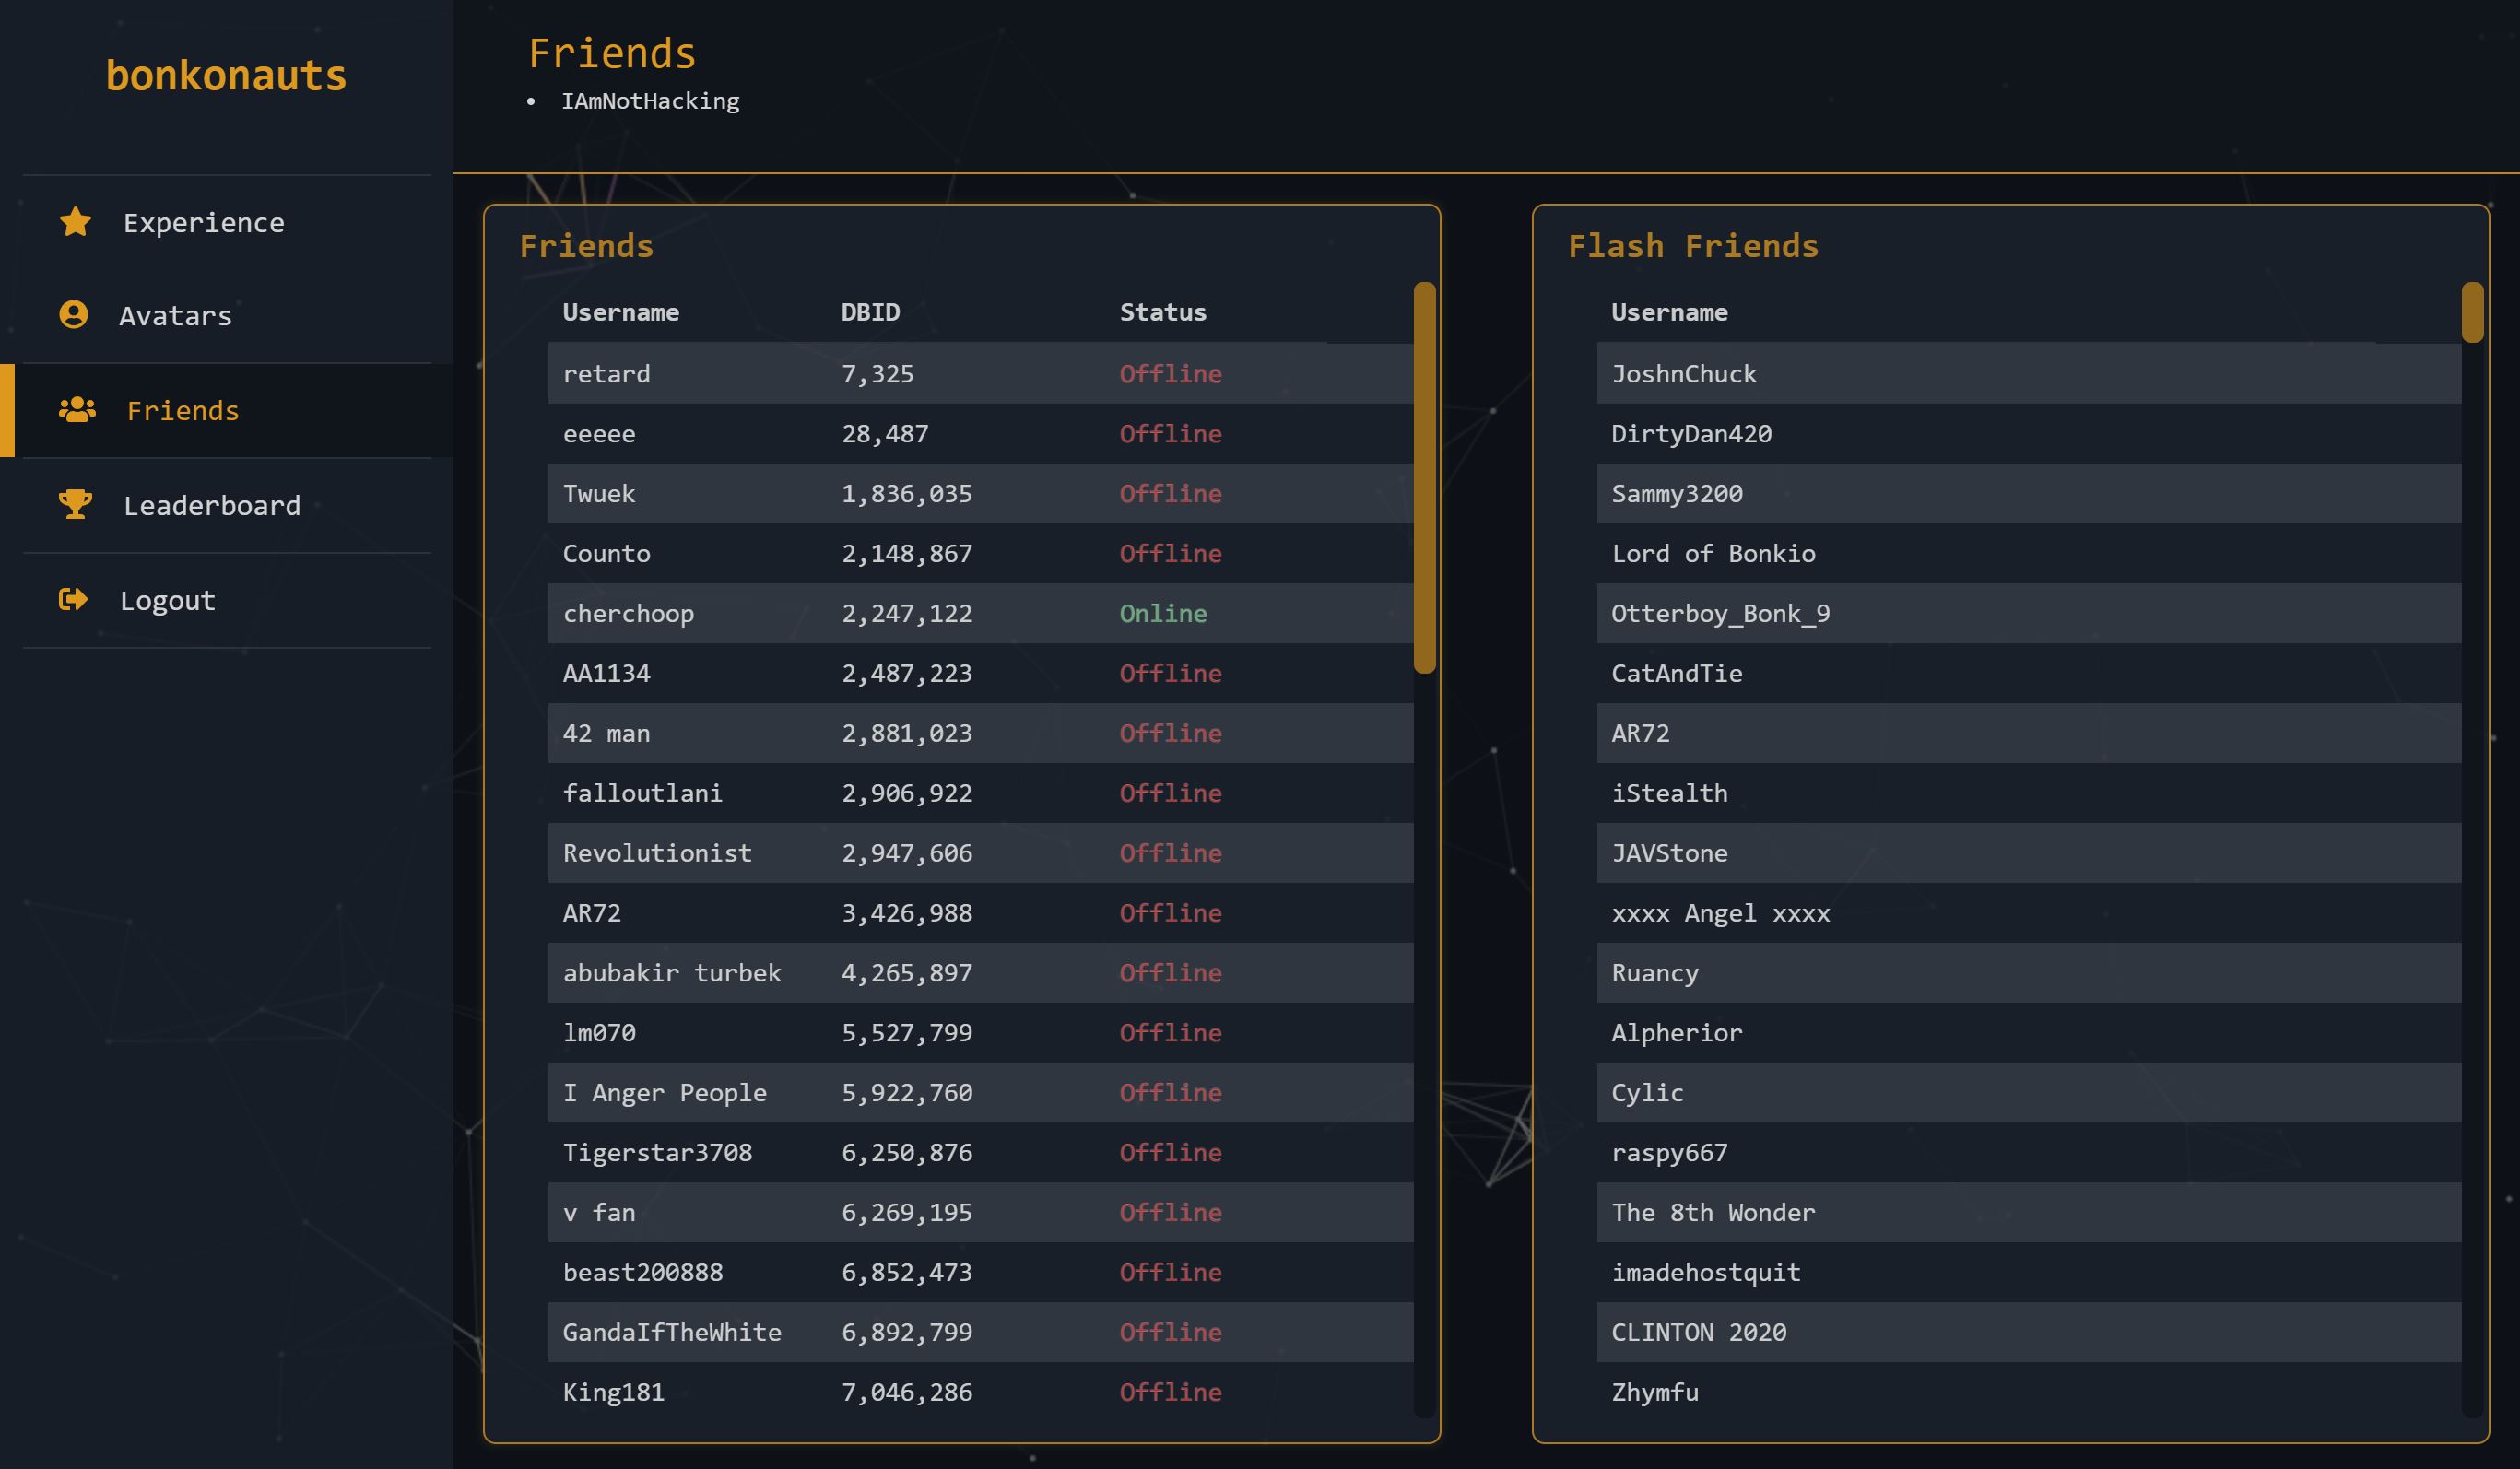 bonkonauts
Experience
Avatars
Friends
Leaderboard
Logout
Friends
• IAmNotHacking
Friends
Username DBID Status
retard 7,325 Offline
eeeee 28,487 Offline
Twuek 1,836,035 Offline
Counto 2,148,867 Offline
cherchoop 2,247,122 Online
AA1134 2,487,223 Offline
42 man 2,881,023 Offline
falloutlani 2,906,922 Offline
Revolutionist 2,947,606 Offline
AR72 3,426,988 Offline
abubakir turbek 4,265,897 Offline
lm070 5,527,799 Offline
I Anger People 5,922,760 Offline
Tigerstar3708 6,250,876 Offline
v fan 6,269,195 Offline
beast200888 6,852,473 Offline
GandaIfTheWhite 6,892,799 Offline
King181 7,046,286 Offline
Flash Friends
Username
JoshnChuck
DirtyDan420
Sammy3200
Lord of Bonkio
Otterboy_Bonk_9
CatAndTie
AR72
iStealth
JAVStone
xxxx Angel xxxx
Ruancy
Alpherior
Cylic
raspy667
The 8th Wonder
imadehostquit
CLINTON 2020
Zhymfu